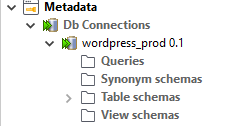 Metadata
Db Connections
wordpress_prod 0.1
Queries
Synonym schemas
Table schemas
View schemas